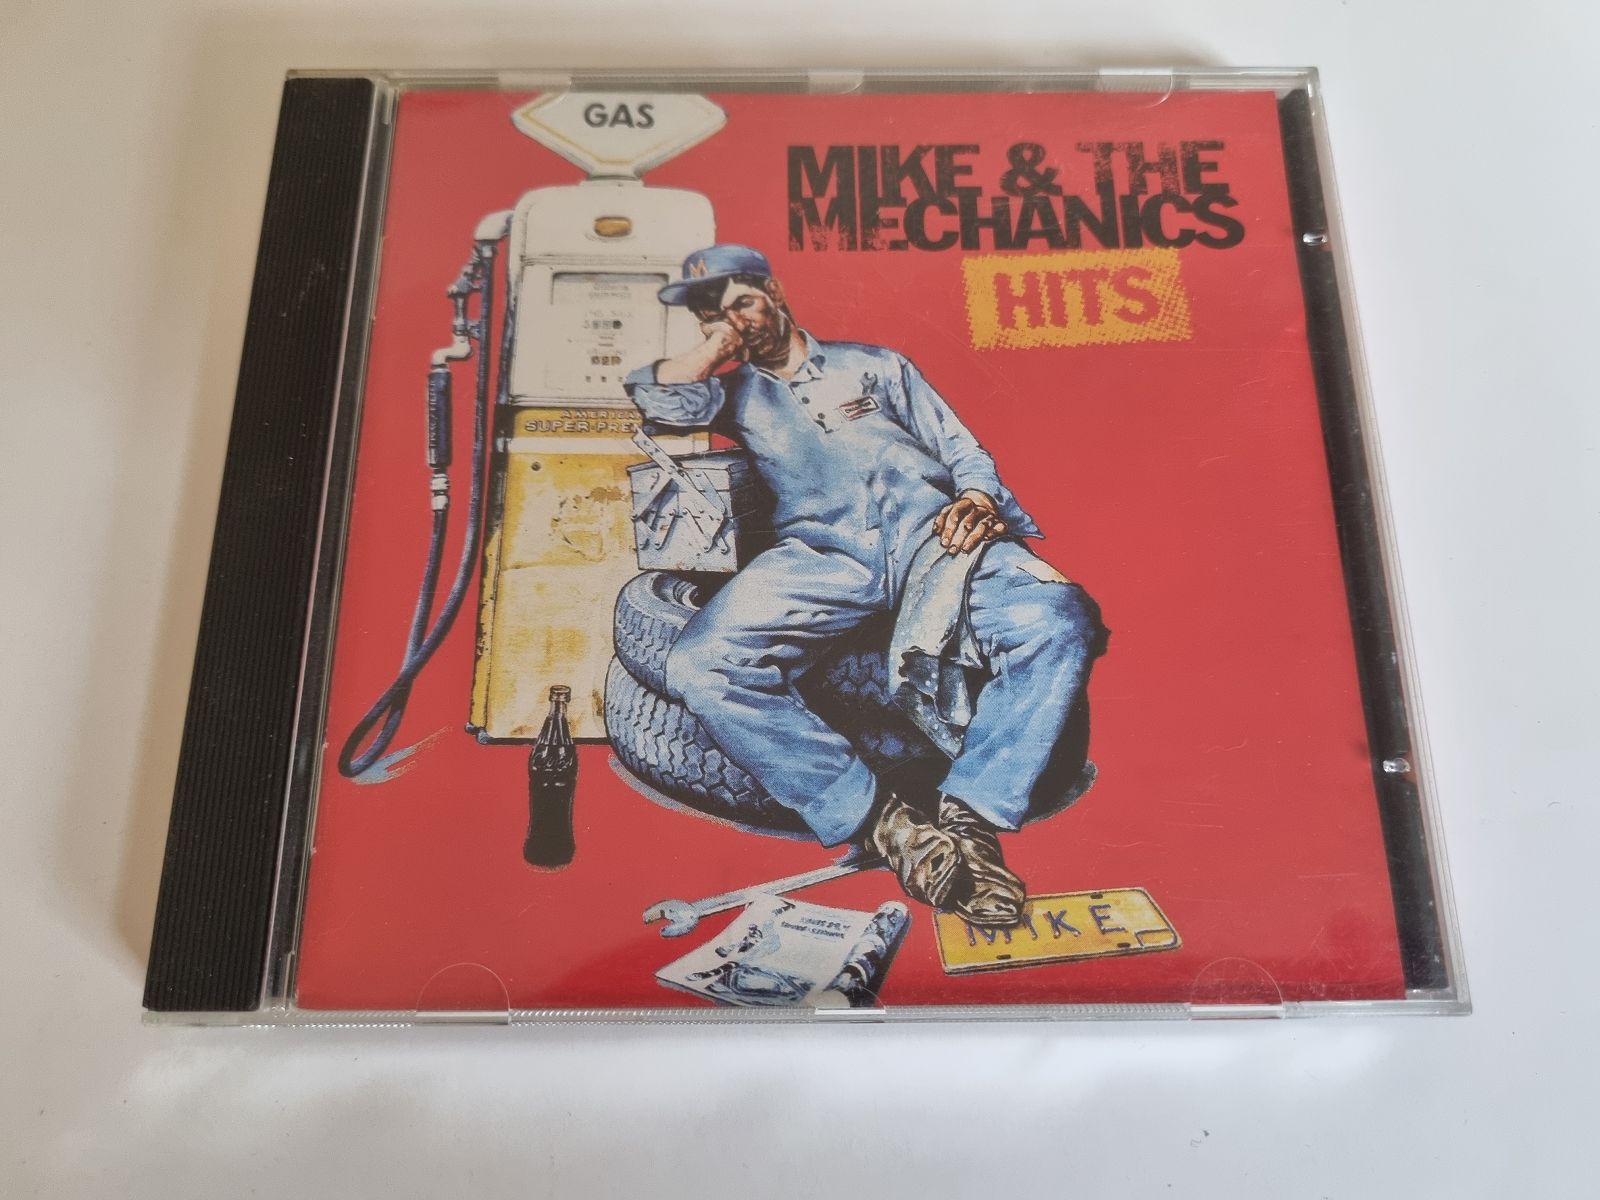 GAS
MIKE & THE
MECHANICS
HITS
M
AMERICAN
SUPER-PREM
MIKE